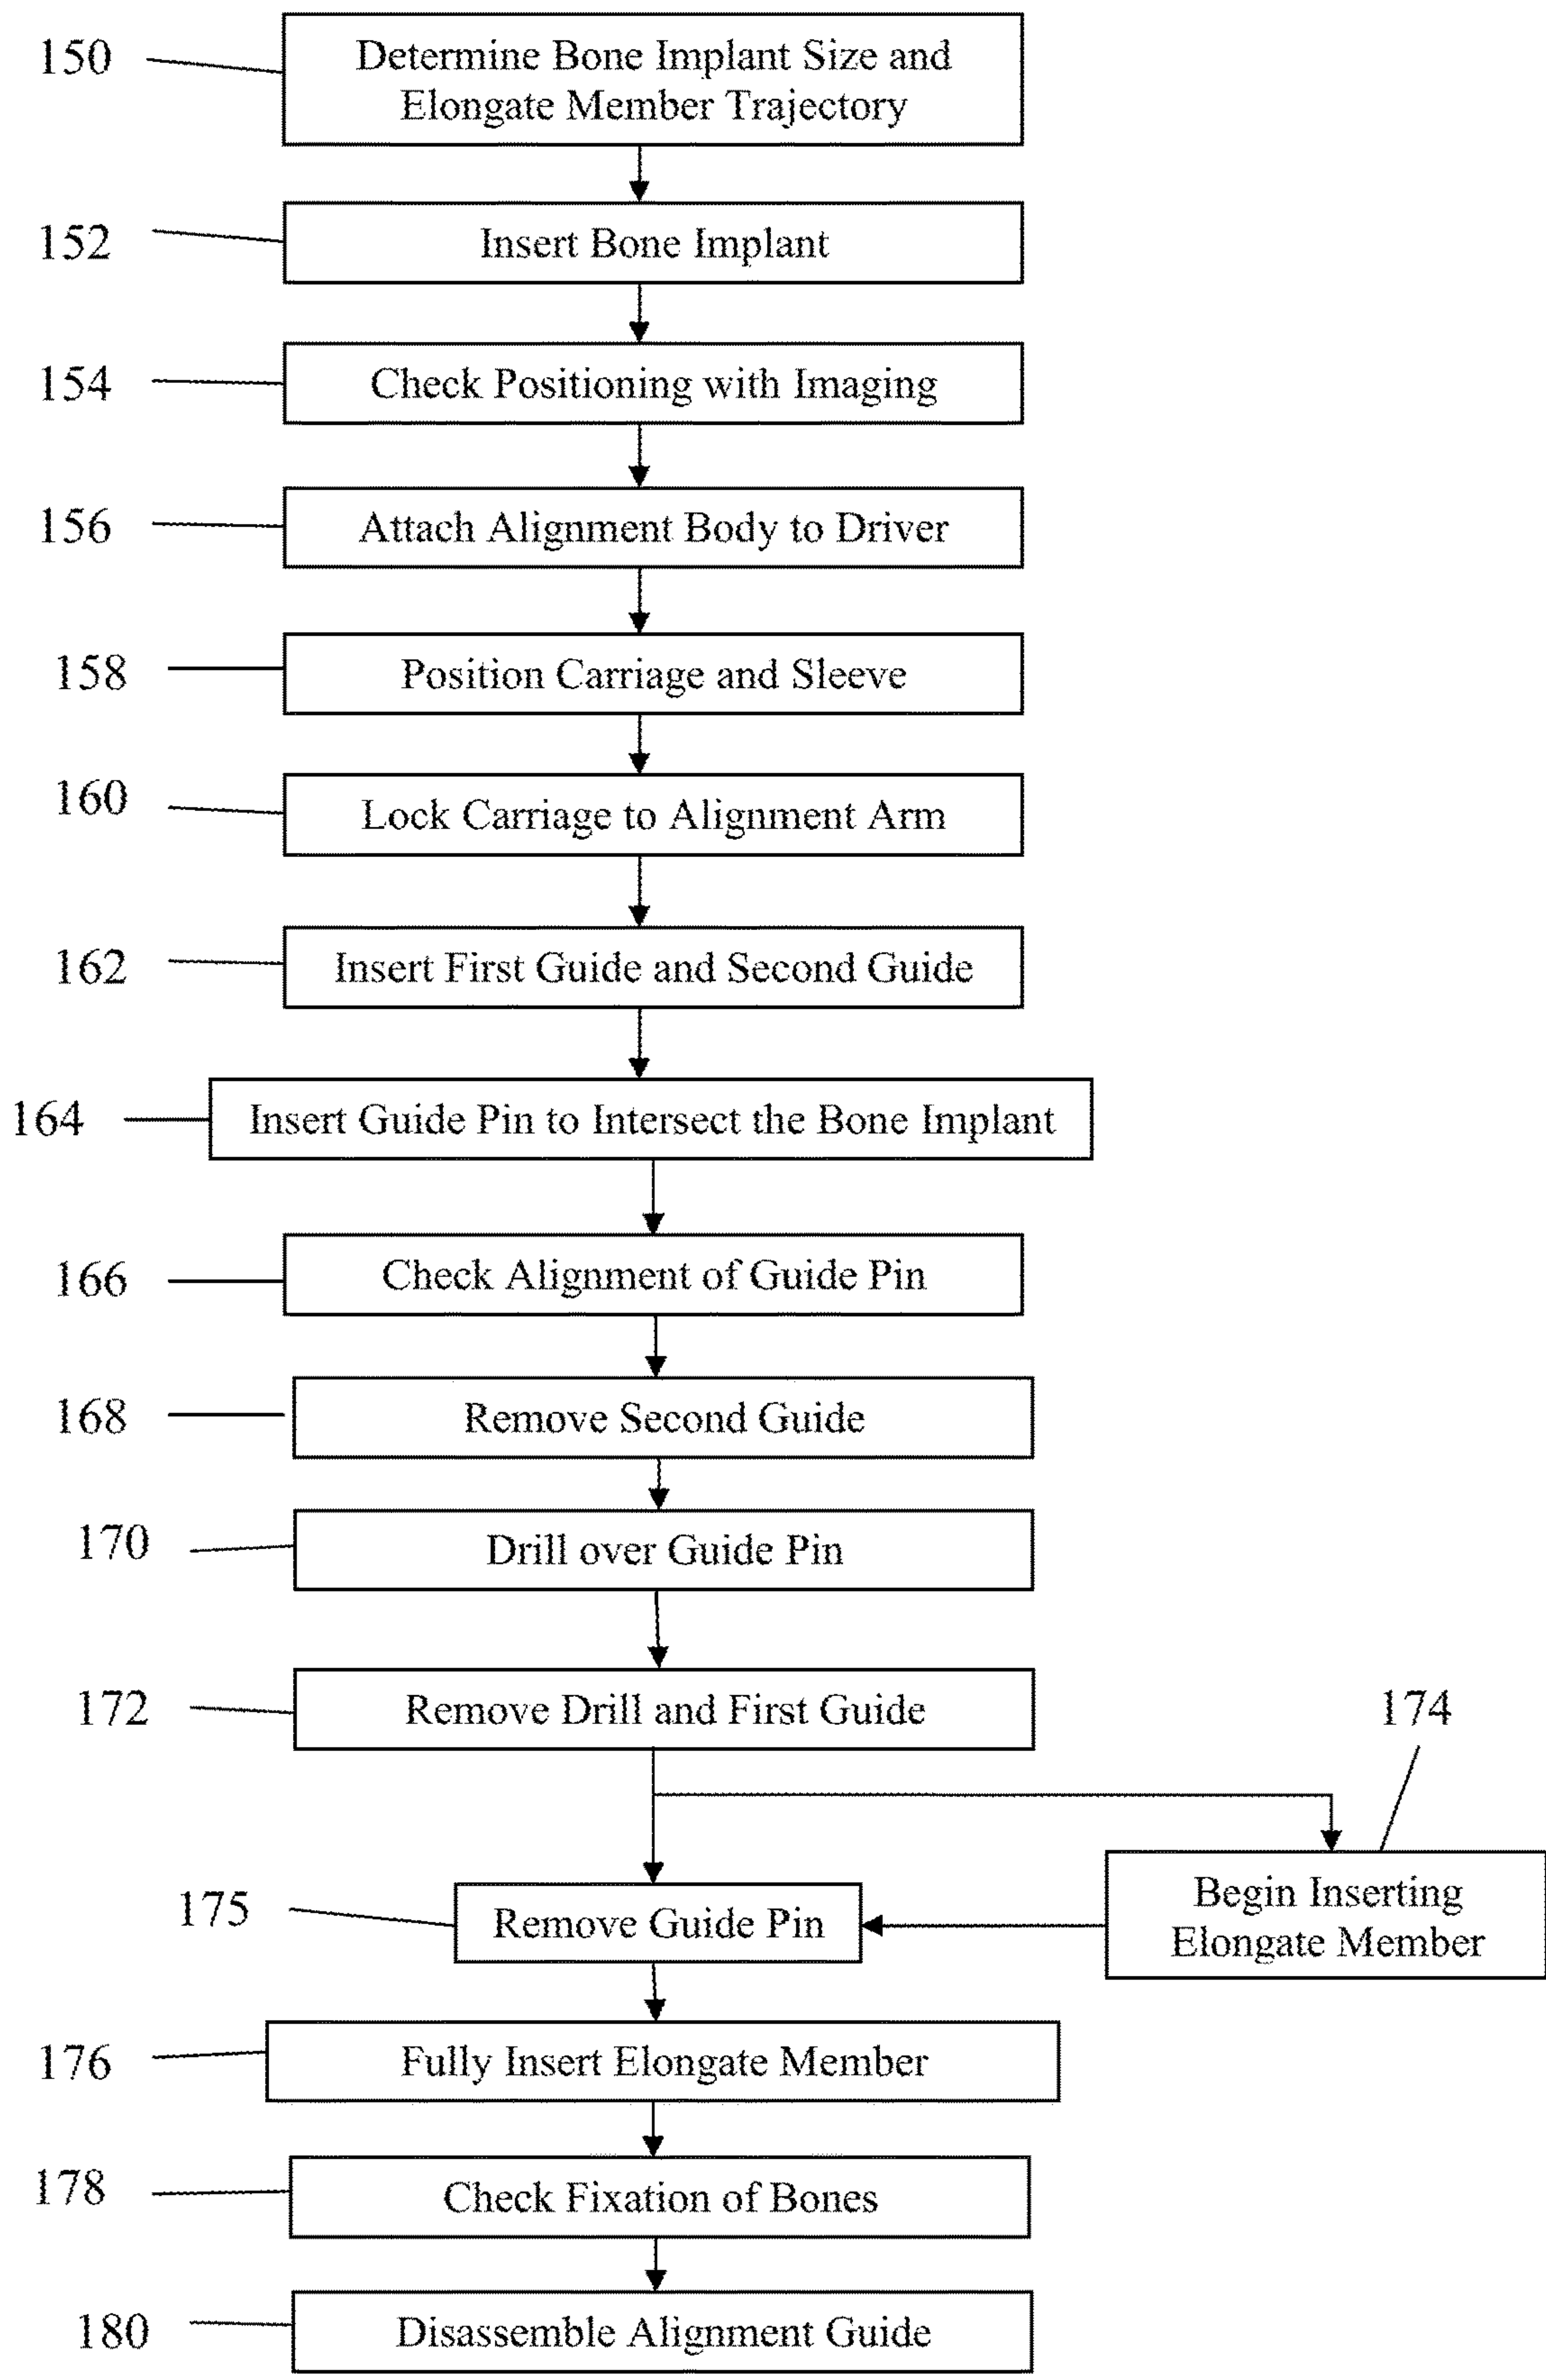 150
Determine Bone Implant Size and
Elongate Member Trajectory
152
Insert Bone Implant
154
Check Positioning with Imaging
156
Attach Alignment Body to Driver
158
Position Carriage and Sleeve
160
Lock Carriage to Alignment Arm
162
Insert First Guide and Second Guide
164
Insert Guide Pin to Intersect the Bone Implant
166
Check Alignment of Guide Pin
168
Remove Second Guide
170
Drill over Guide Pin
172
Remove Drill and First Guide
174
Begin Inserting
Elongate Member
175
Remove Guide Pin
176
Fully Insert Elongate Member
178
Check Fixation of Bones
180
Disassemble Alignment Guide